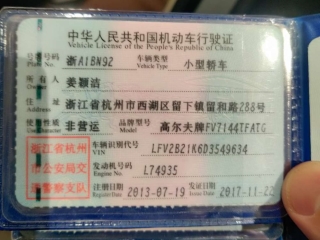 中华人民共和国机动车行驶证
Vehicle License of the People's Republic of China
号牌号码 浙A1BN92 车辆类型 小型轿车
Plate No. Vehicle Type
所有人 姜颖洁
Owner
住址 浙江省杭州市西湖区留下镇留和路288号
Address
使用性质 非营运 品牌型号 高尔夫牌FV7144TFATG
Model
浙江省杭州 车辆识别代号 LFV2B21K6D3549634
VIN
市公安局交 发动机号码 L74935
Engine No.
通警察支队 注册日期 2013-07-19 发证日期 2017-11-22
Register Date Issue Date